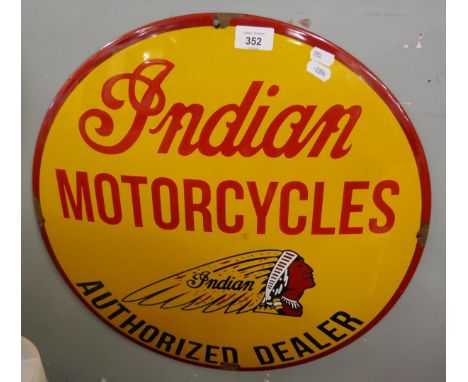 352
Indian
MOTORCYCLES
Indian
AUTHORIZED DEALER